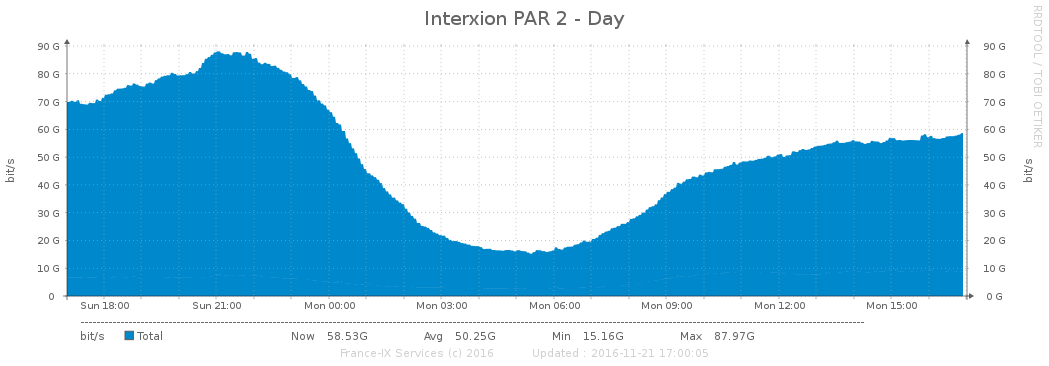 Interxion PAR 2 - Day
RRDTOOL / TOBI OETIKER
90 G 90 G
80 G 80 G
70 G 70 G
60 G 60 G
50 G 50 G
40 G 40 G
30 G 30 G
20 G 20 G
10 G 10 G
0 0 G
bit/s
bit/s
Sun 18:00 Sun 21:00 Mon 00:00 Mon 03:00 Mon 06:00 Mon 09:00 Mon 12:00 Mon 15:00
bit/s Total Now 58.53G Avg 50.25G Min 15.16G Max 87.97G
France-IX Services (c) 2016 Updated : 2016-11-21 17:00:05